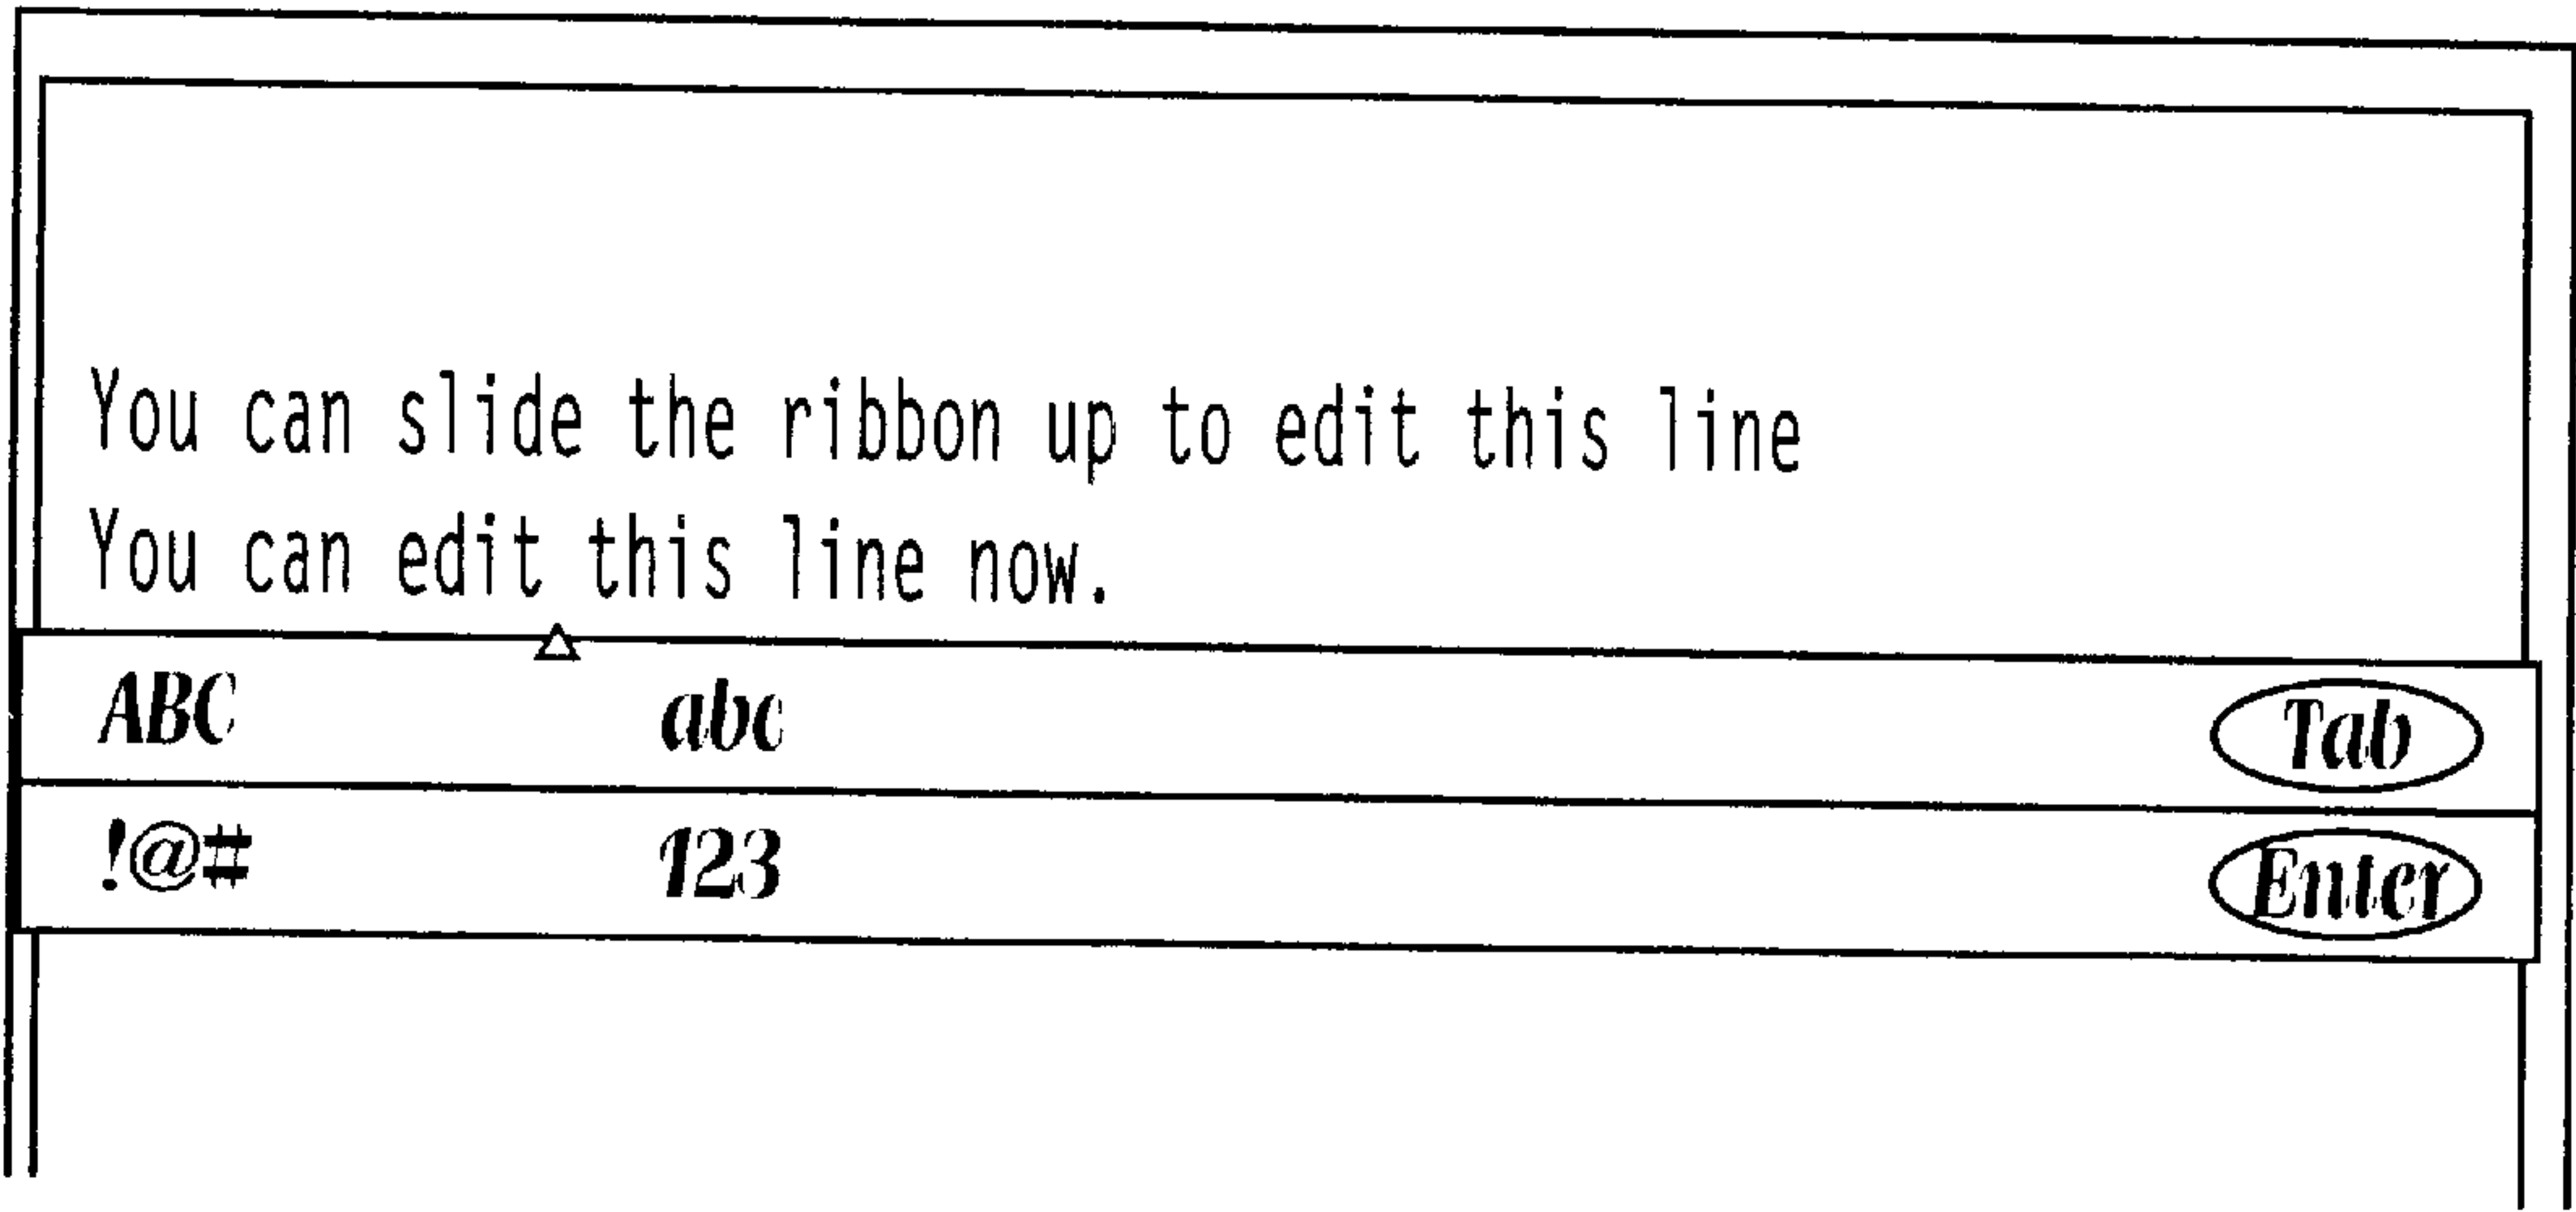 You can slide the ribbon up to edit this line
You can edit this line now.
ABC abc Tab
!@# 123 Enter